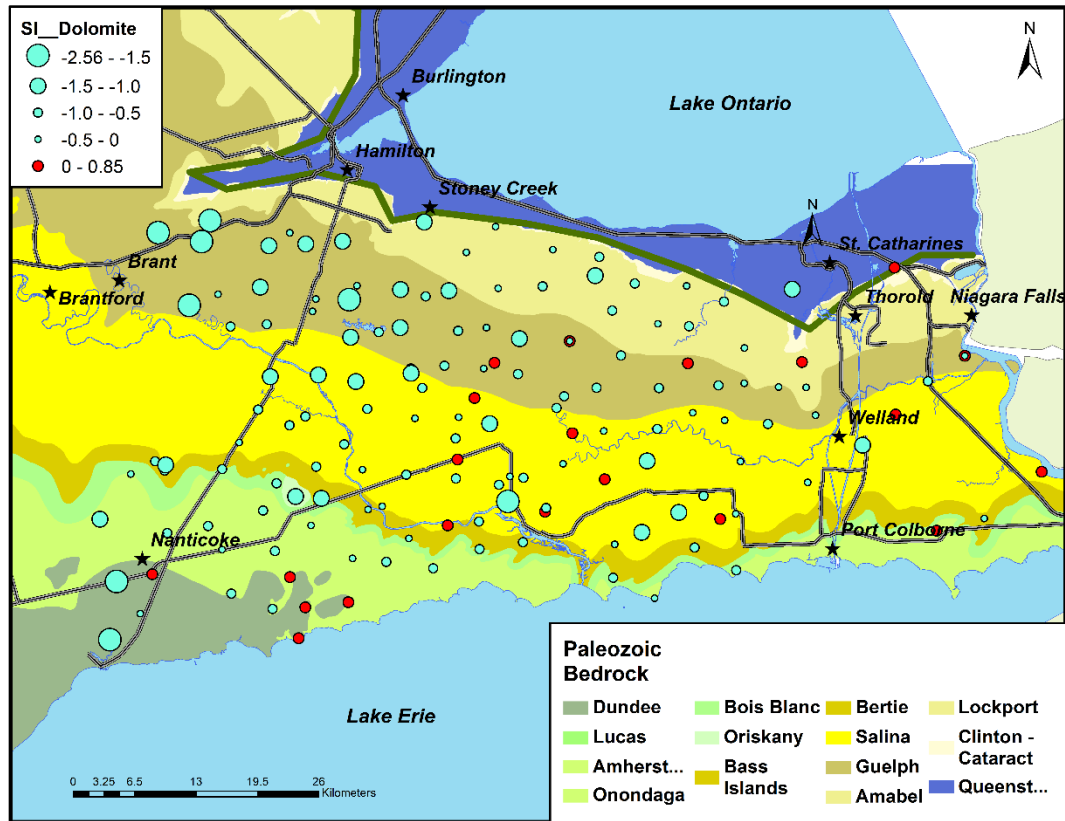 SI__Dolomite
-2.56 - -1.5
-1.5 - -1.0
-1.0 - -0.5
-0.5 - 0
0 - 0.85
N
Burlington
Lake Ontario
Hamilton
Stoney Creek
N
St. Catharines
Brant
Brantford
Thorold
Niagara Falls
Welland
Port Colborne
Nanticoke
Lake Erie
0 3.25 6.5 13 19.5 26
Kilometers
Paleozoic
Bedrock
Dundee
Lucas
Amherst...
Onondaga
Bois Blanc
Oriskany
Bass
Islands
Bertie
Salina
Guelph
Amabel
Lockport
Clinton -
Cataract
Queenst...